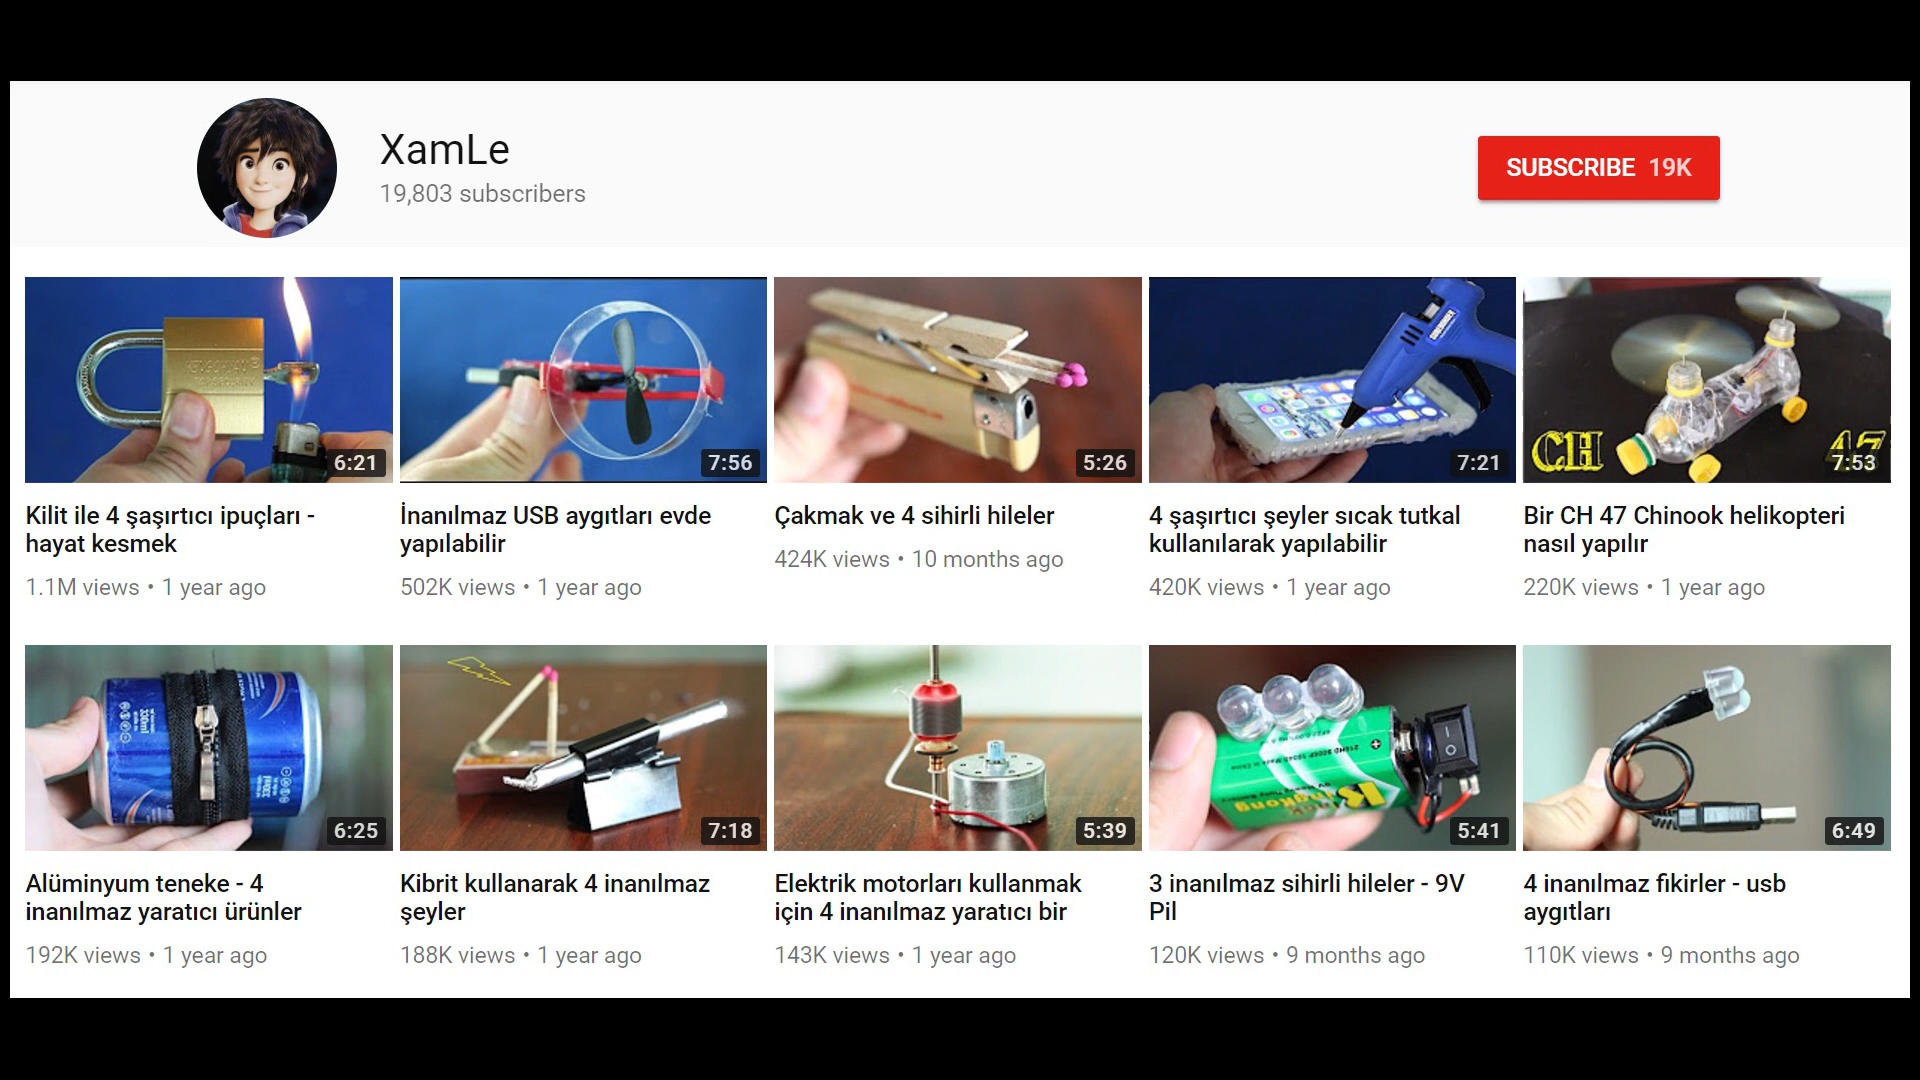 XamLe
19,803 subscribers
SUBSCRIBE 19K
6:21
7:56
5:26
7:21
CH 47
7:53
Kilit ile 4 şaşırtıcı ipuçları -
hayat kesmek
1.1M views • 1 year ago
İnanılmaz USB aygıtları evde
yapılabilir
502K views • 1 year ago
Çakmak ve 4 sihirli hileler
424K views • 10 months ago
4 şaşırtıcı şeyler sıcak tutkal
kullanılarak yapılabilir
420K views • 1 year ago
Bir CH 47 Chinook helikopteri
nasıl yapılır
220K views • 1 year ago
330ml
6:25
7:18
5:39
KingKong
5:41
6:49
Alüminyum teneke - 4
inanılmaz yaratıcı ürünler
192K views • 1 year ago
Kibrit kullanarak 4 inanılmaz
şeyler
188K views • 1 year ago
Elektrik motorları kullanmak
için 4 inanılmaz yaratıcı bir
143K views • 1 year ago
3 inanılmaz sihirli hileler - 9V
Pil
120K views • 9 months ago
4 inanılmaz fikirler - usb
aygıtları
110K views • 9 months ago